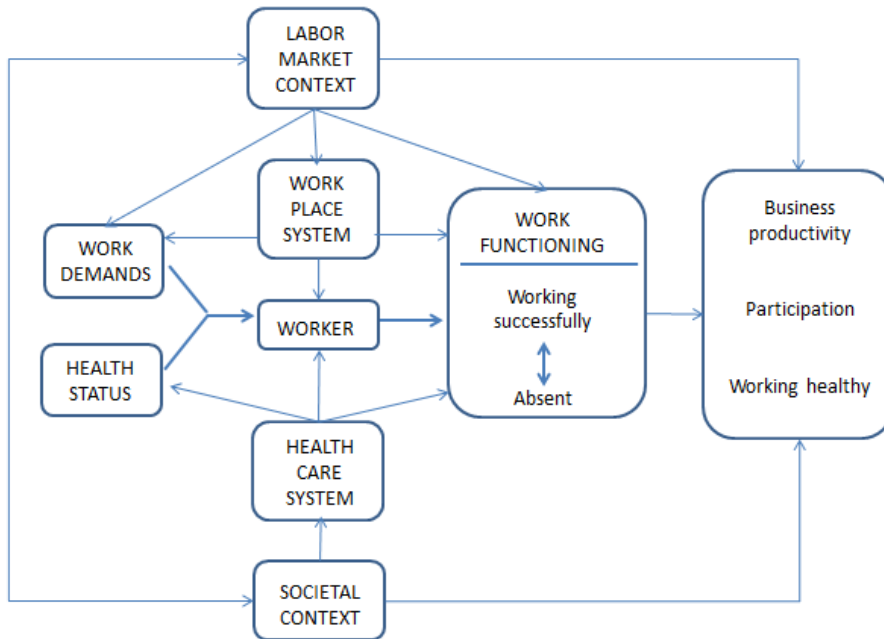 LABOR
MARKET
CONTEXT
WORK
PLACE
SYSTEM
WORK
DEMANDS
WORK
FUNCTIONING
Working
successfully
Absent
Business
productivity
Participation
Working healthy
WORKER
HEALTH
STATUS
HEALTH
CARE
SYSTEM
SOCIETAL
CONTEXT